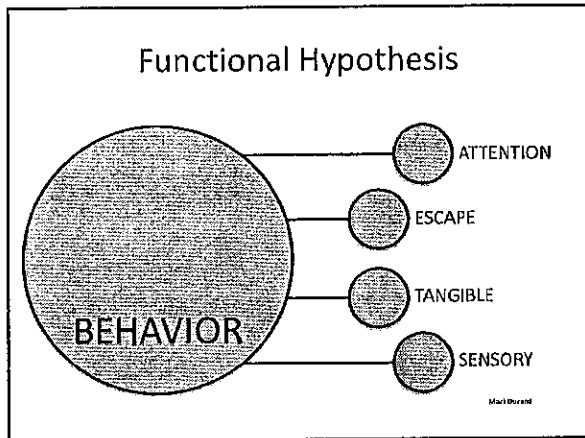 Functional Hypothesis
BEHAVIOR
ATTENTION
ESCAPE
TANGIBLE
SENSORY
Mark Durand